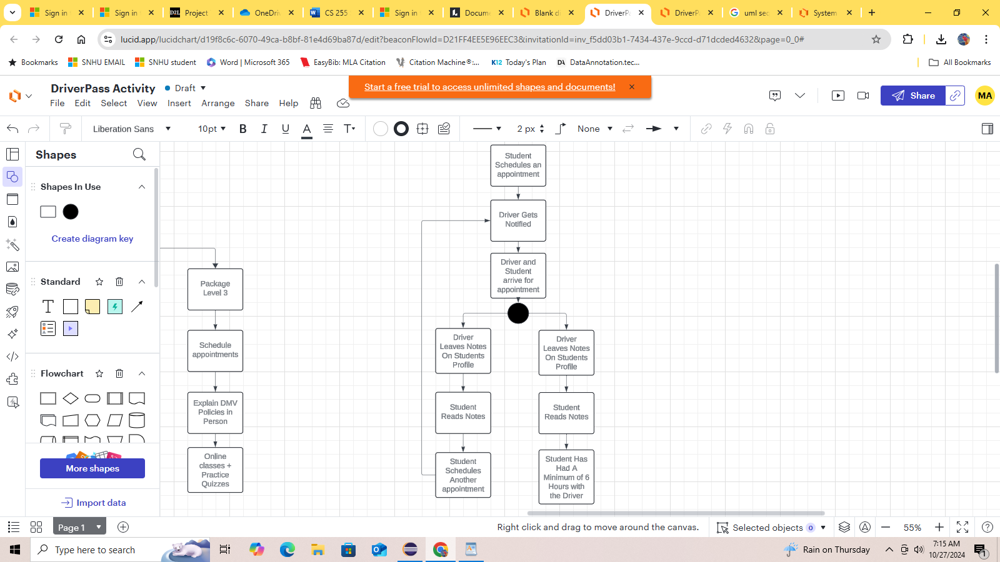 Sign in
Sign in
D2L
Project
OneDriv
CS 255
Sign in
Docume
Blank di
DriverPa
DriverP
uml sec
System
lucid.app/lucidchart/d19f8c6c-6070-49ca-b8bf-81e4d69ba87d/edit?beaconFlowId=D21FF4EE5E96EEC3&invitationId=inv_f5dd03b1-7434-437e-9ccd-d71dcded4632&page=0_0#
Bookmarks
SNHU EMAIL
SNHU student
Word | Microsoft 365
EasyBib: MLA Citation
Citation Machine®:...
K12 Today's Plan
DA DataAnnotation.tec...
All Bookmarks
DriverPass Activity
Draft
Start a free trial to access unlimited shapes and documents!
Share
MA
File Edit Select View Insert Arrange Share Help
Liberation Sans
10pt
B I U A T
2 px
None
Shapes
Shapes In Use
Create diagram key
Standard
T
Flowchart
More shapes
Import data
Package
Level 3
Schedule
appointments
Explain DMV
Policies in
Person
Online
classes +
Practice
Quizzes
Student
Schedules an
appointment
Driver Gets
Notified
Driver and
Student
arrive for
appointment
Driver
Leaves Notes
On Students
Profile
Student
Reads Notes
Student
Schedules
Another
appointment
Driver
Leaves Notes
On Students
Profile
Student
Reads Notes
Student Has
Had A
Minimum of 6
Hours with
the Driver
Page 1
Right click and drag to move around the canvas.
Selected objects 0
55%
Type here to search
Rain on Thursday
7:15 AM
10/27/2024
1